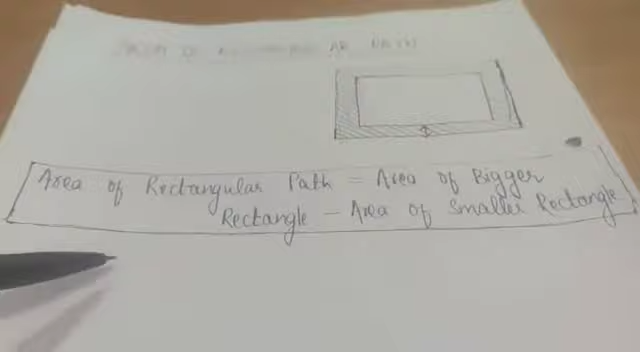 Area of Rectangular Path = Area of Bigger
Rectangle - Area of Smaller Rectangle